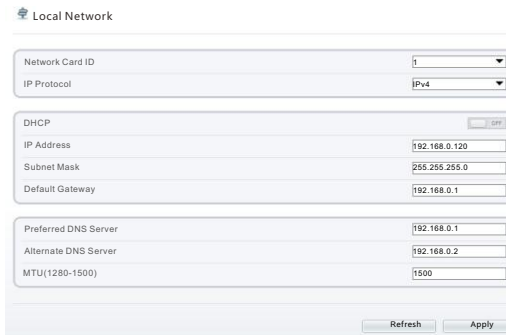 Local Network
Network Card ID 1
IP Protocol IPv4
DHCP OFF
IP Address 192.168.0.120
Subnet Mask 255.255.255.0
Default Gateway 192.168.0.1
Preferred DNS Server 192.168.0.1
Alternate DNS Server 192.168.0.2
MTU(1280-1500) 1500
Refresh Apply